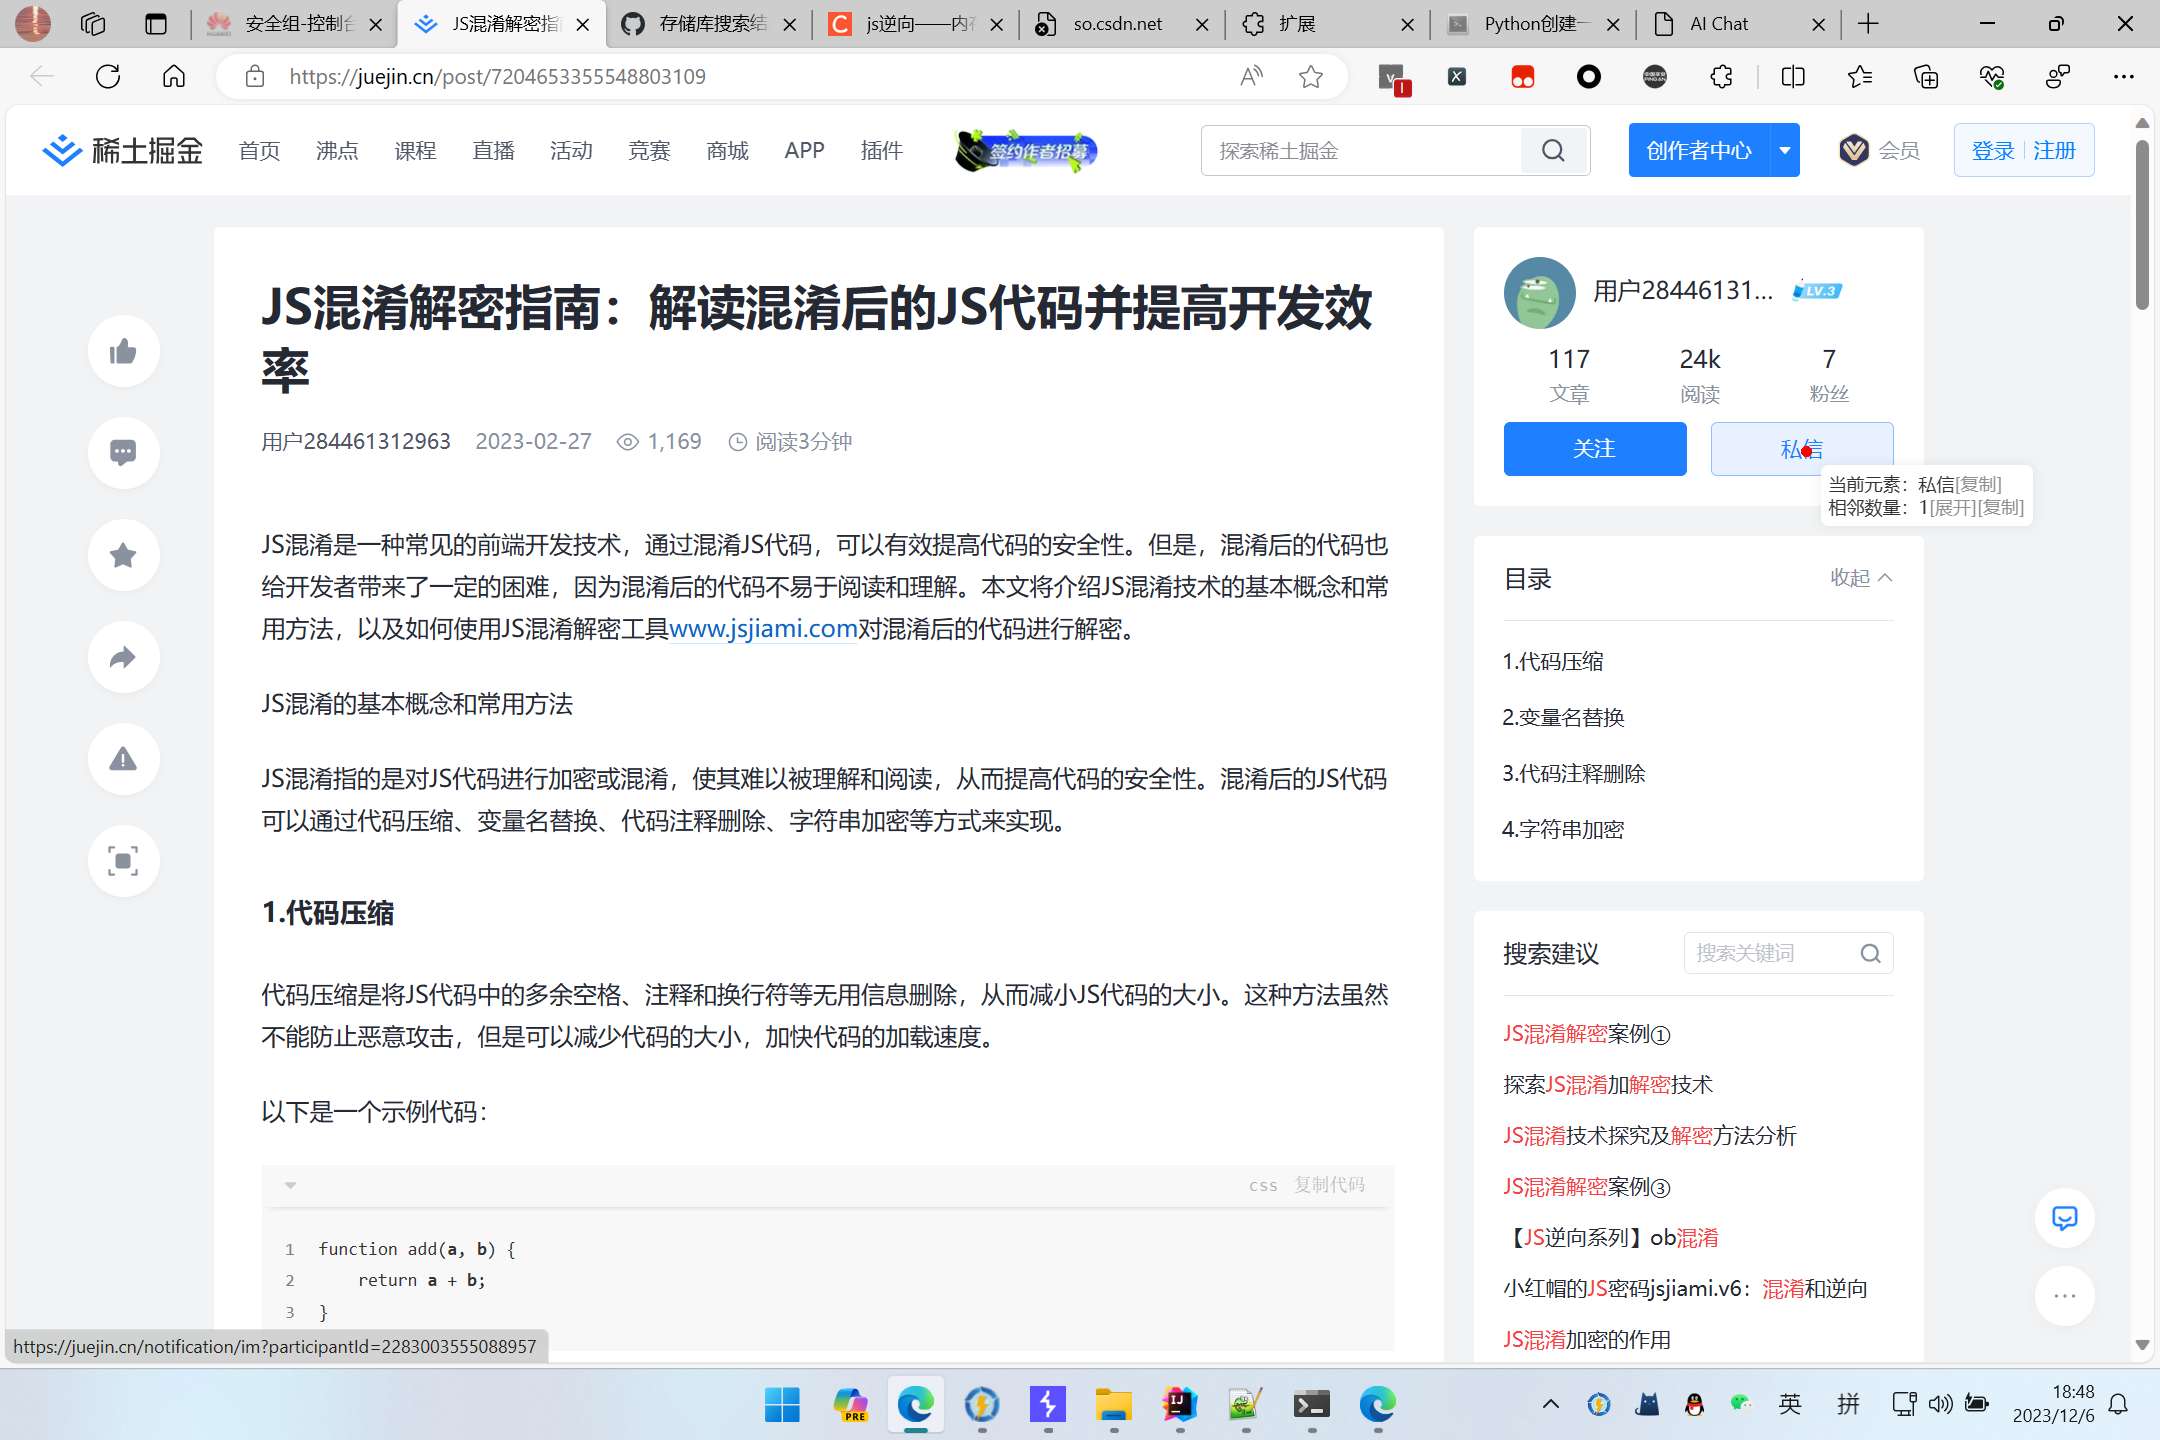 安全组-控制台
JS混淆解密指
存储库搜索结
js逆向——内存
so.csdn.net
扩展
Python创建一
AI Chat
https://juejin.cn/post/7204653355548803109
稀土掘金
首页
沸点
课程
直播
活动
竞赛
商城
APP
插件
签约作者招募
探索稀土掘金
创作者中心
会员
登录
注册
JS混淆解密指南：解读混淆后的JS代码并提高开发效
率
用户284461312963 2023-02-27 1,169 阅读3分钟
JS混淆是一种常见的前端开发技术，通过混淆JS代码，可以有效提高代码的安全性。但是，混淆后的代码也
给开发者带来了一定的困难，因为混淆后的代码不易于阅读和理解。本文将介绍JS混淆技术的基本概念和常
用方法，以及如何使用JS混淆解密工具www.jsjiami.com对混淆后的代码进行解密。
JS混淆的基本概念和常用方法
JS混淆指的是对JS代码进行加密或混淆，使其难以被理解和阅读，从而提高代码的安全性。混淆后的JS代码
可以通过代码压缩、变量名替换、代码注释删除、字符串加密等方式来实现。
1.代码压缩
代码压缩是将JS代码中的多余空格、注释和换行符等无用信息删除，从而减小JS代码的大小。这种方法虽然
不能防止恶意攻击，但是可以减少代码的大小，加快代码的加载速度。
以下是一个示例代码：
css 复制代码
1 function add(a, b) {
2 return a + b;
3 }
https://juejin.cn/notification/im?participantId=2283003555088957
用户28446131... LV.3
117 24k 7
文章 阅读 粉丝
关注 私信
当前元素：私信[复制]
相邻数量：1[展开][复制]
目录 收起
1.代码压缩
2.变量名替换
3.代码注释删除
4.字符串加密
搜索建议 搜索关键词
JS混淆解密案例①
探索JS混淆加解密技术
JS混淆技术探究及解密方法分析
JS混淆解密案例③
【JS逆向系列】ob混淆
小红帽的JS密码jsjiami.v6：混淆和逆向
JS混淆加密的作用
PRE
英
拼
18:48
2023/12/6